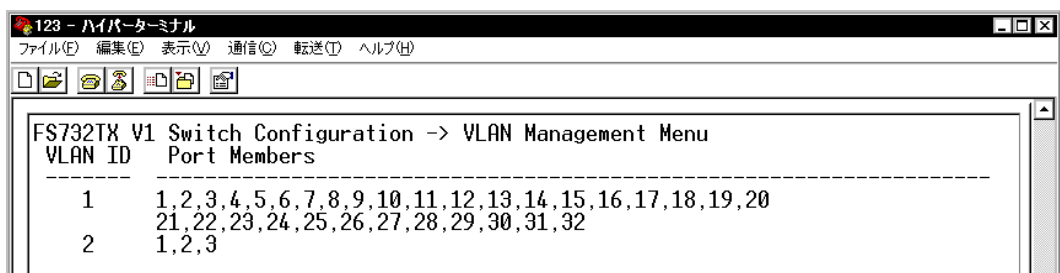 123 - ハイパーターミナル
ファイル(F) 編集(E) 表示(V) 通信(C) 転送(T) ヘルプ(H)
FS732TX V1 Switch Configuration -> VLAN Management Menu
VLAN ID Port Members
------- --------------------------------------------------------------------
1 1,2,3,4,5,6,7,8,9,10,11,12,13,14,15,16,17,18,19,20
21,22,23,24,25,26,27,28,29,30,31,32
2 1,2,3